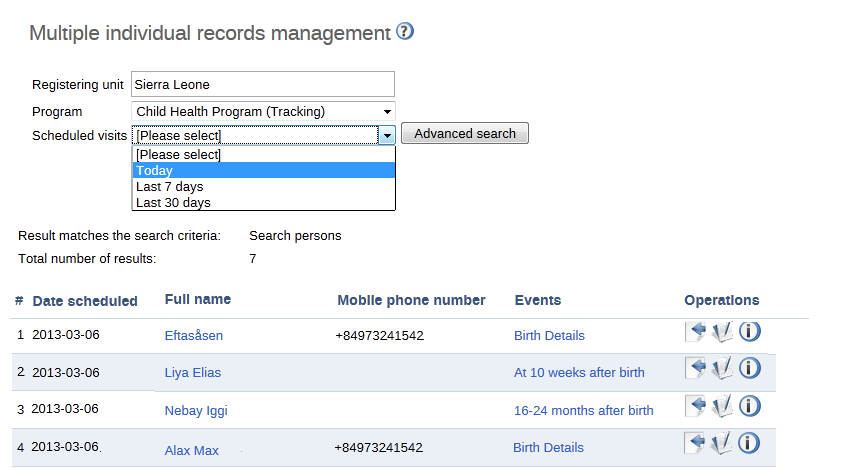 Multiple individual records management ?
Registering unit Sierra Leone
Program Child Health Program (Tracking)
Scheduled visits [Please select] Advanced search
[Please select]
Today
Last 7 days
Last 30 days
Result matches the search criteria: Search persons
Total number of results: 7
# Date scheduled Full name Mobile phone number Events Operations
1 2013-03-06 Eftasåsen +84973241542 Birth Details
2 2013-03-06 Liya Elias At 10 weeks after birth
3 2013-03-06 Nebay Iggi 16-24 months after birth
4 2013-03-06. Alax Max +84973241542 Birth Details